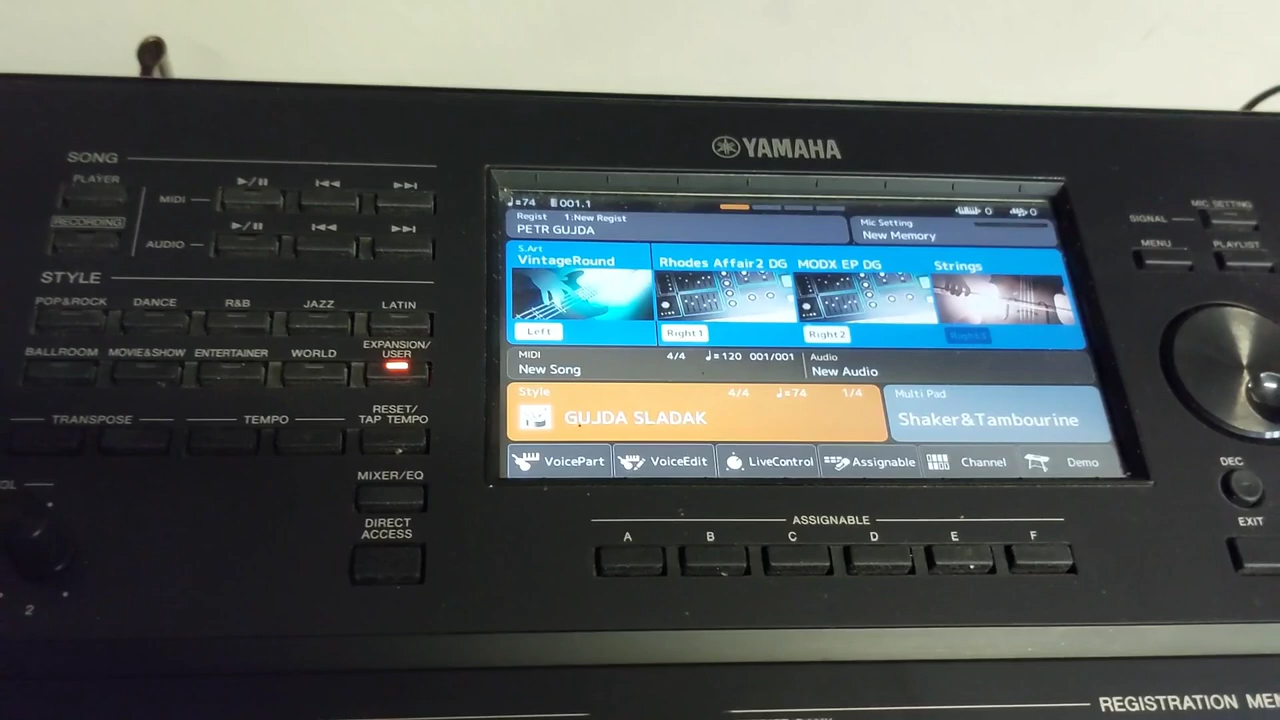 YAMAHA
SONG
PLAYER
RECORDING
MIDI
AUDIO
STYLE
POP&ROCK DANCE R&B JAZZ LATIN
BALLROOM MOVIE&SHOW ENTERTAINER WORLD EXPANSION/
USER
TRANSPOSE TEMPO RESET/
TAP TEMPO
MIXER/EQ
DIRECT
ACCESS
2
♩=74 001.1
Regist 1:New Regist
PETR GUJDA
Mic Setting
New Memory
0 0
S.Art
VintageRound
Rhodes Affair2 DG
MODX EP DG
Strings
Left Right1 Right2 Right3
MIDI 4/4 ♩=120 001/001
New Song
Audio
New Audio
Style 4/4 ♩=74 1/4
GUJDA SLADAK
Multi Pad
Shaker&Tambourine
VoicePart VoiceEdit LiveControl Assignable Channel Demo
ASSIGNABLE
A B C D E F
MIC SETTING
SIGNAL
MENU PLAYLIST
DEC
EXIT
REGISTRATION MEM